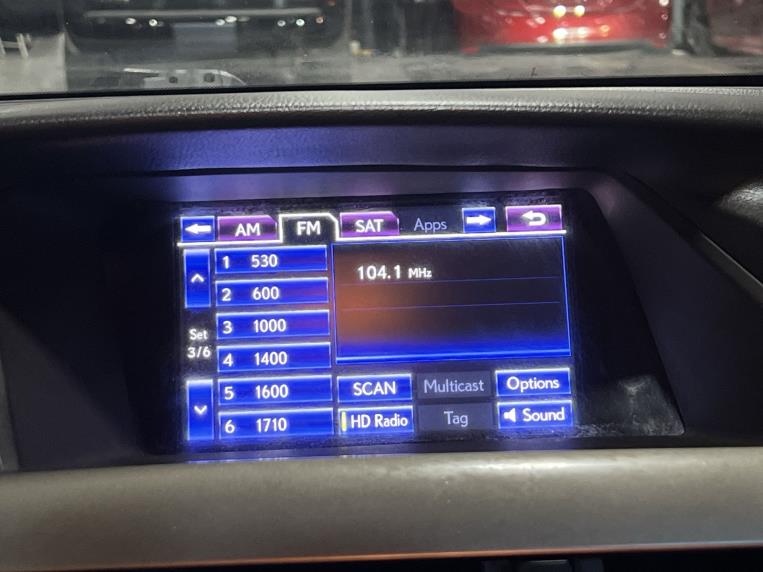 AM FM SAT Apps
1 530
2 600
3 1000
4 1400
5 1600
6 1710
Set
3/6
104.1 MHz
SCAN Multicast Options
HD Radio Tag Sound